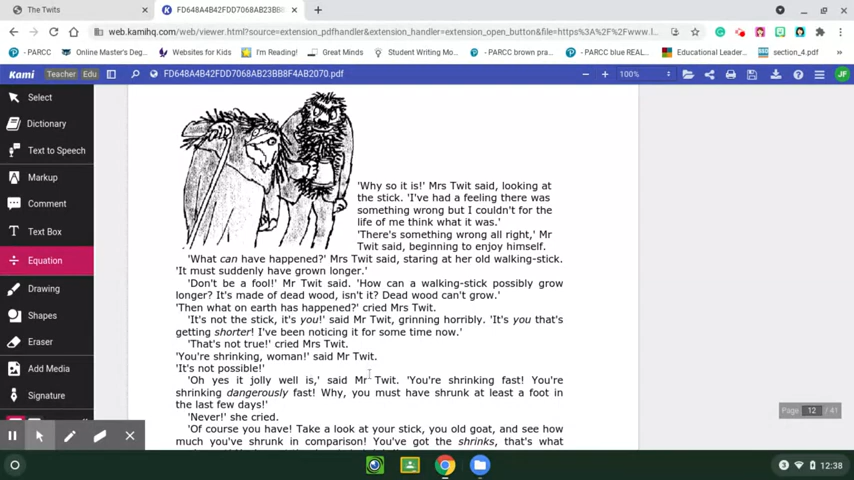 The Twits
FD648A4B42FDD7068AB23BB8
web.kamihq.com/web/viewer.html?source=extension_pdfhandler&extension_handler=extension_open_button&file=https%3A%2F%2Fwww.l...
- PARCC
Online Master's Deg...
Websites for Kids
I'm Reading!
Great Minds
Student Writing Mo...
- PARCC brown pra...
- PARCC blue REAL...
Educational Leader...
section_4.pdf
Kami
Teacher
Edu
FD648A4B42FDD7068AB23BB8F4AB2070.pdf
100%
JF
Select
Dictionary
Text to Speech
Markup
Comment
Text Box
Equation
Drawing
Shapes
Eraser
Add Media
Signature
'Why so it is!' Mrs Twit said, looking at
the stick. 'I've had a feeling there was
something wrong but I couldn't for the
life of me think what it was.'
'There's something wrong all right,' Mr
Twit said, beginning to enjoy himself.
'What can have happened?' Mrs Twit said, staring at her old walking-stick.
'It must suddenly have grown longer.'
'Don't be a fool!' Mr Twit said. 'How can a walking-stick possibly grow
longer? It's made of dead wood, isn't it? Dead wood can't grow.'
'Then what on earth has happened?' cried Mrs Twit.
'It's not the stick, it's you!' said Mr Twit, grinning horribly. 'It's you that's
getting shorter! I've been noticing it for some time now.'
'That's not true!' cried Mrs Twit.
'You're shrinking, woman!' said Mr Twit.
'It's not possible!'
'Oh yes it jolly well is,' said Mr Twit. 'You're shrinking fast! You're
shrinking dangerously fast! Why, you must have shrunk at least a foot in
the last few days!'
'Never!' she cried.
'Of course you have! Take a look at your stick, you old goat, and see how
much you've shrunk in comparison! You've got the shrinks, that's what
Page 12 / 41
3
12:38